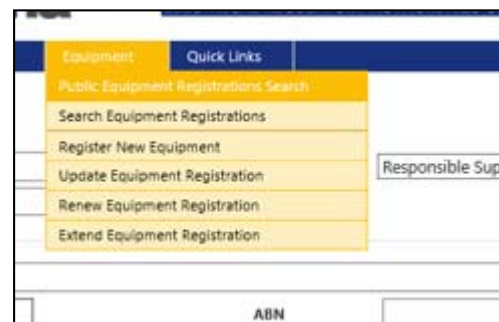 Equipment Quick Links
Public Equipment Registrations Search
Search Equipment Registrations
Register New Equipment
Update Equipment Registration
Responsible Sup
Renew Equipment Registration
Extend Equipment Registration
ABN